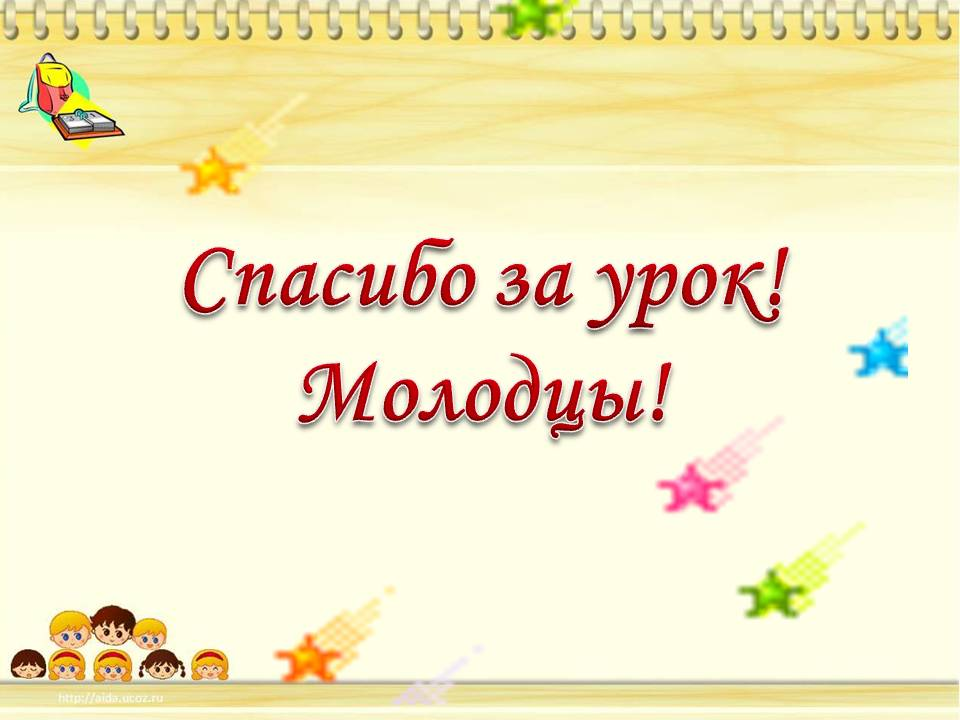 Спасибо за урок!
Молодцы!
http://aida.ucoz.ru